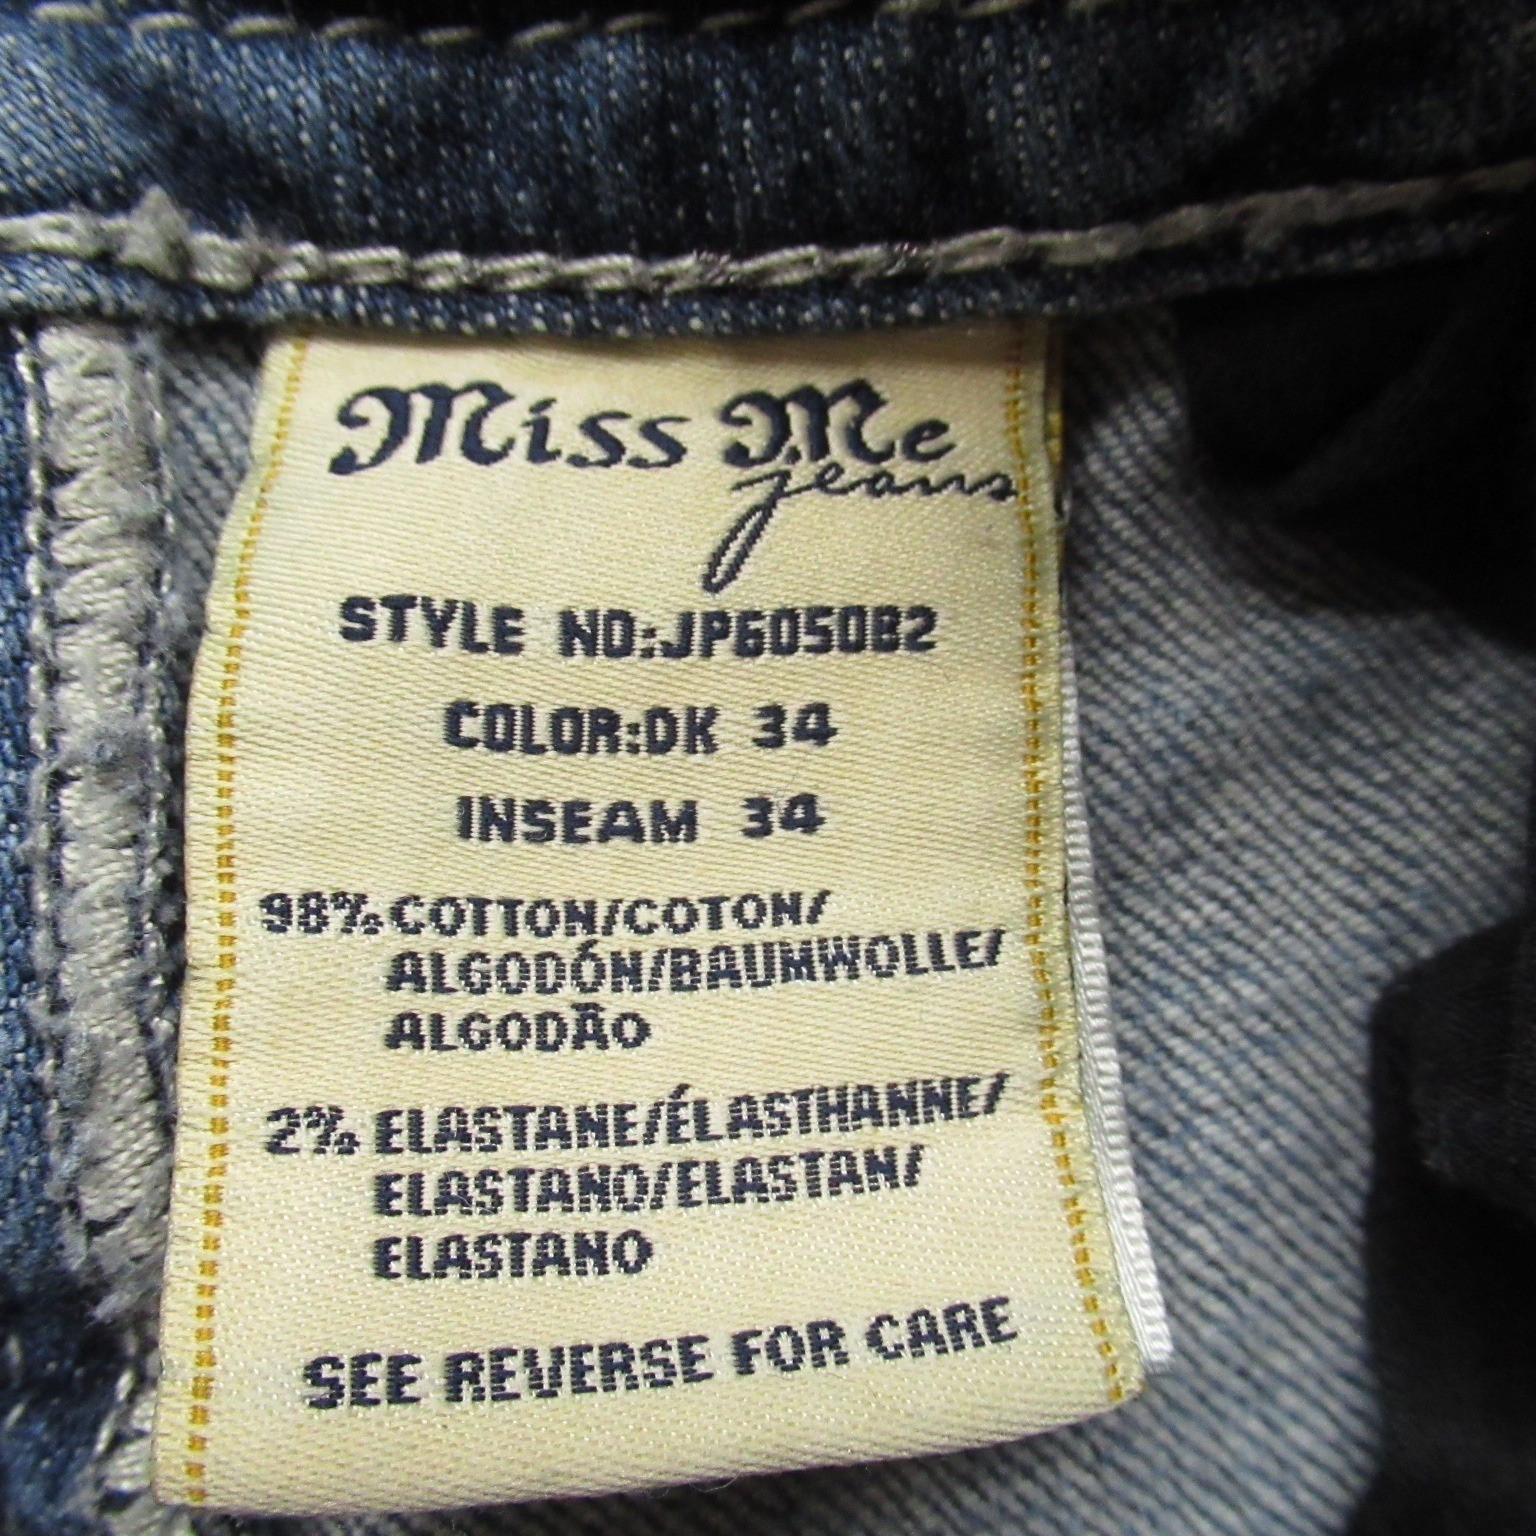 Miss Me
jeans
STYLE NO:JP6050B2
COLOR:DK 34
INSEAM 34
98% COTTON/COTON/
ALGODÓN/BAUMWOLLE/
ALGODÃO
2% ELASTANE/ÉLASTHANNE/
ELASTANO/ELASTAN/
ELASTANO
SEE REVERSE FOR CARE